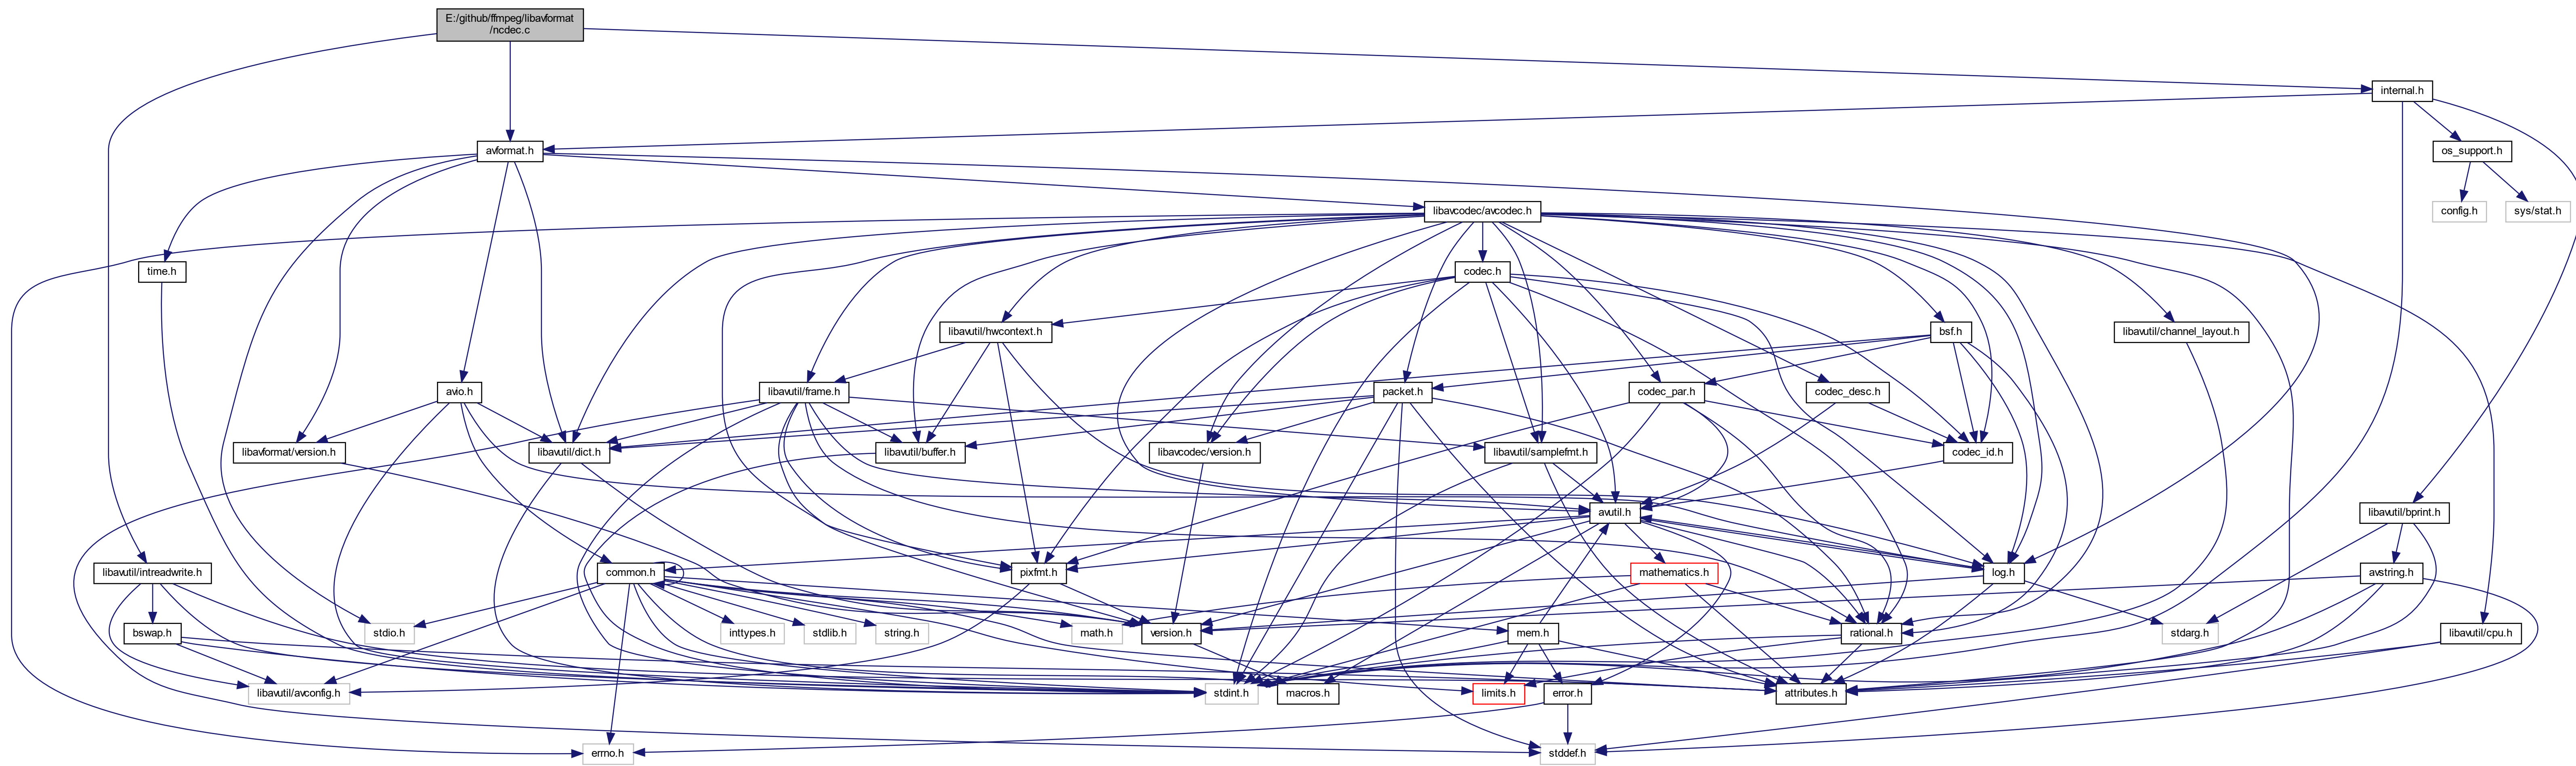 E:/github/ffmpeg/libavformat
/ncdec.c
internal.h
avformat.h
os_support.h
libavcodec/avcodec.h
config.h
sys/stat.h
time.h
codec.h
libavutil/hwcontext.h
bsf.h
libavutil/channel_layout.h
avio.h
libavutil/frame.h
packet.h
codec_par.h
codec_desc.h
libavformat/version.h
libavutil/dict.h
libavutil/buffer.h
libavcodec/version.h
libavutil/samplefmt.h
codec_id.h
avutil.h
libavutil/bprint.h
libavutil/intreadwrite.h
common.h
pixfmt.h
mathematics.h
log.h
avstring.h
bswap.h
stdio.h
inttypes.h
stdlib.h
string.h
math.h
version.h
mem.h
rational.h
stdarg.h
libavutil/cpu.h
libavutil/avconfig.h
stdint.h
macros.h
limits.h
error.h
attributes.h
errno.h
stddef.h